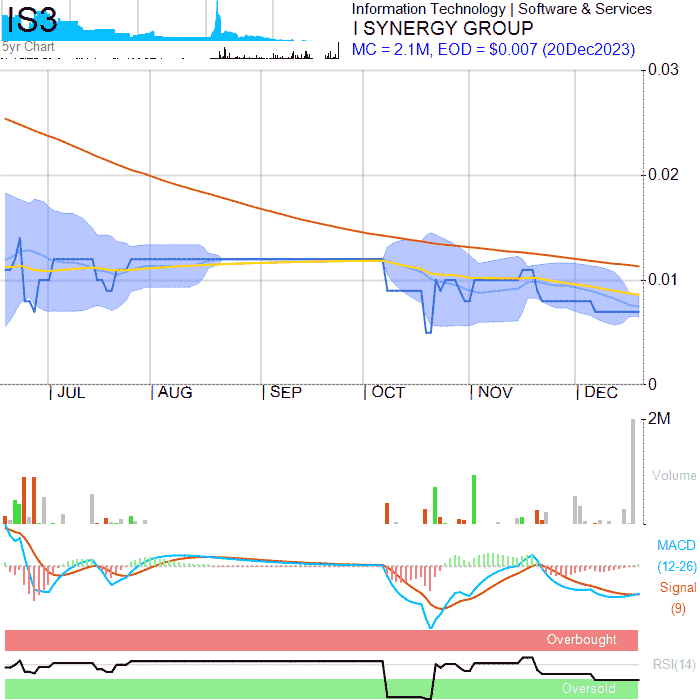 IS3
5yr Chart
Information Technology | Software & Services
I SYNERGY GROUP
MC = 2.1M, EOD = $0.007 (20Dec2023)
0.03
0.02
0.01
0
JUL AUG SEP OCT NOV DEC
2M
Volume
MACD
(12-26)
Signal
(9)
Overbought
RSI(14)
Oversold